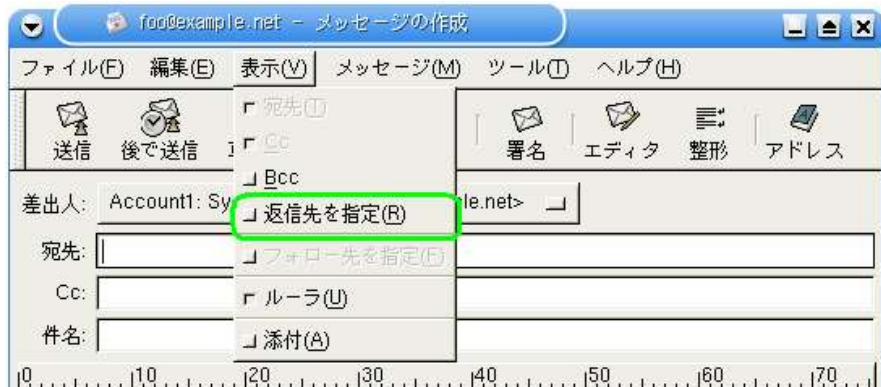 foo@example.net - メッセージの作成
ファイル(F) 編集(E) 表示(V) メッセージ(M) ツール(T) ヘルプ(H)
宛先(T)
Cc
Bcc
返信先を指定(R)
フォロー先を指定(F)
ルーラ(U)
添付(A)
送信 後で送信 署名 エディタ 整形 アドレス
差出人: Account1: Sy le.net>
宛先:
Cc:
件名:
0 10 20 30 40 50 60 70